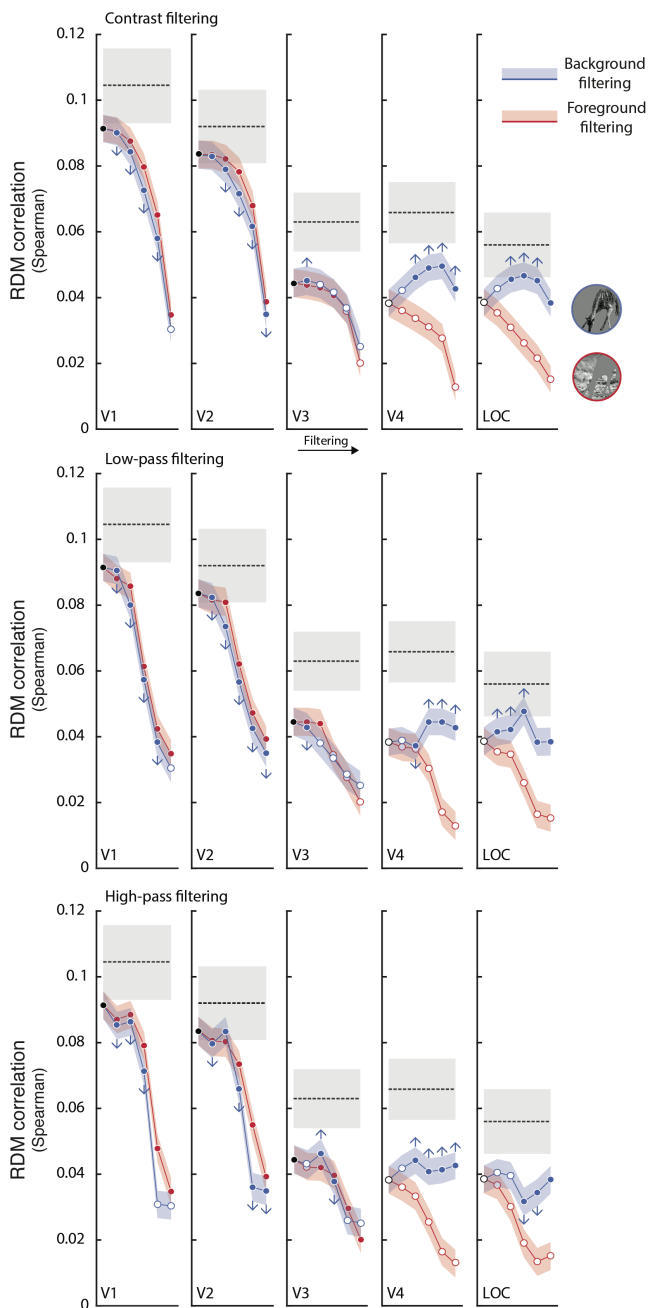 Contrast filtering
0.12
0.1
0.08
0.06
0.04
0.02
0
RDM correlation
(Spearman)
Background
filtering
Foreground
filtering
V1
V2
V3
V4
LOC
Filtering
Low-pass filtering
0.12
0.1
0.08
0.06
0.04
0.02
0
RDM correlation
(Spearman)
V1
V2
V3
V4
LOC
High-pass filtering
0.12
0.1
0.08
0.06
0.04
0.02
0
RDM correlation
(Spearman)
V1
V2
V3
V4
LOC